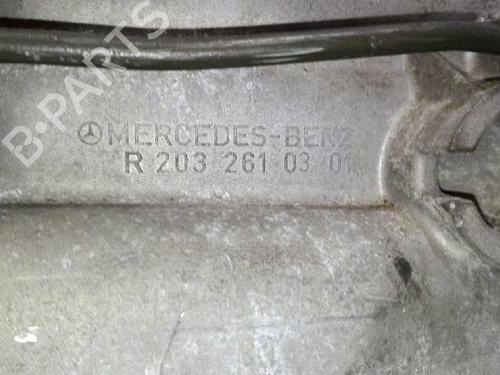 MERCEDES-BENZ
R 203 261 03 01
B-PARTS